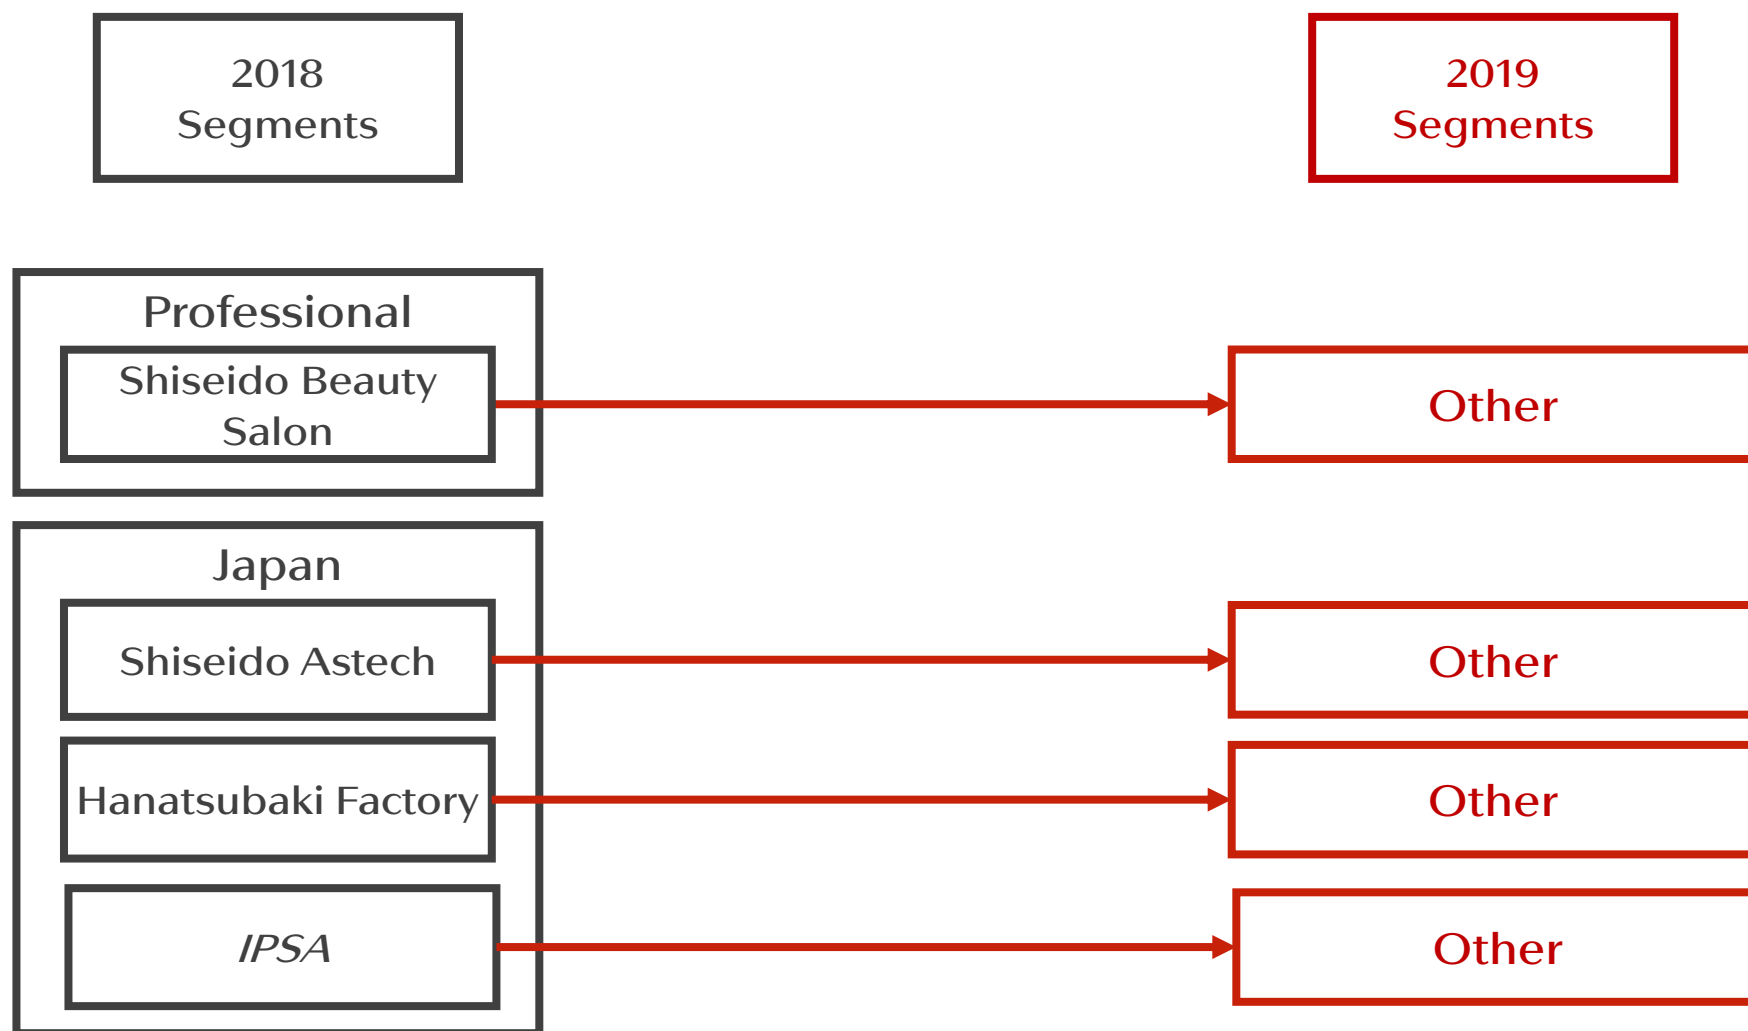 2018
Segments
2019
Segments
Professional
Shiseido Beauty
Salon
Other
Japan
Shiseido Astech
Other
Hanatsubaki Factory
Other
IPSA
Other